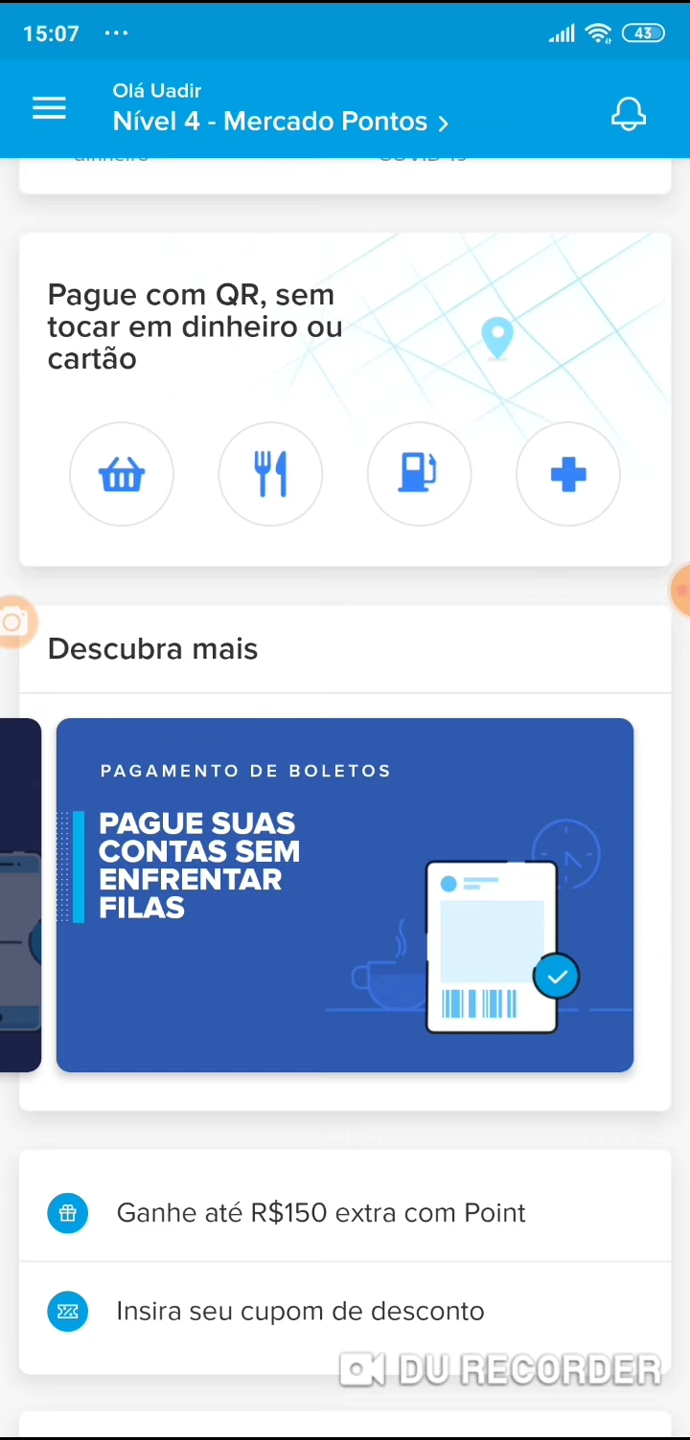 15:07 ...
43
Olá Uadir
Nível 4 - Mercado Pontos >
Pague com QR, sem
tocar em dinheiro ou
cartão
Descubra mais
PAGAMENTO DE BOLETOS
PAGUE SUAS
CONTAS SEM
ENFRENTAR
FILAS
Ganhe até R$150 extra com Point
Insira seu cupom de desconto
DU RECORDER